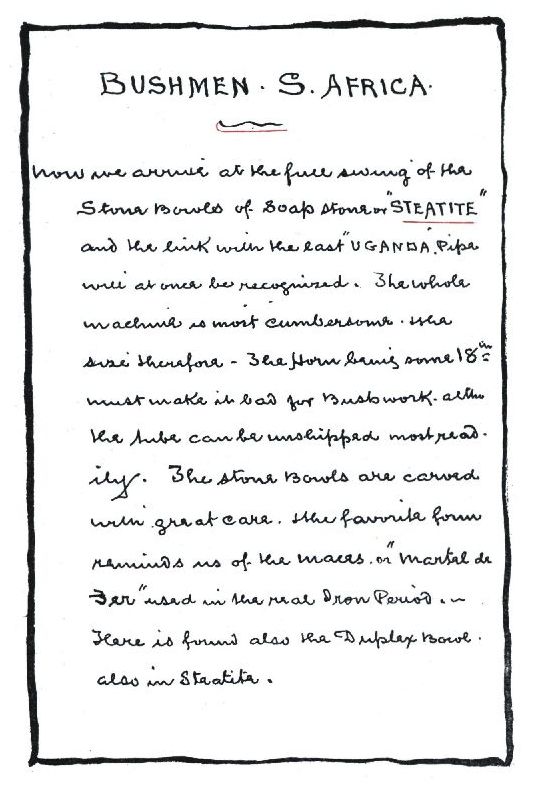 BUSHMEN. S. AFRICA.
Now we arrive at the full swing of the
Stone Bowls of Soap stone or "STEATITE"
and the link with the last "UGANDA" Pipe
will at once be recognized. The whole
machine is most cumbersome. the
size therefore - The Horn being some 18 in
must make it bad for Bushwork. altho
the tube can be unshipped most read-
ily. The stone Bowls are carved
with great care. the favorite form
reminds us of the maces. or "Martel de
Fer" used in the real Iron Period. -
Here is found also the Duplex Bowl.
also in Steatite.